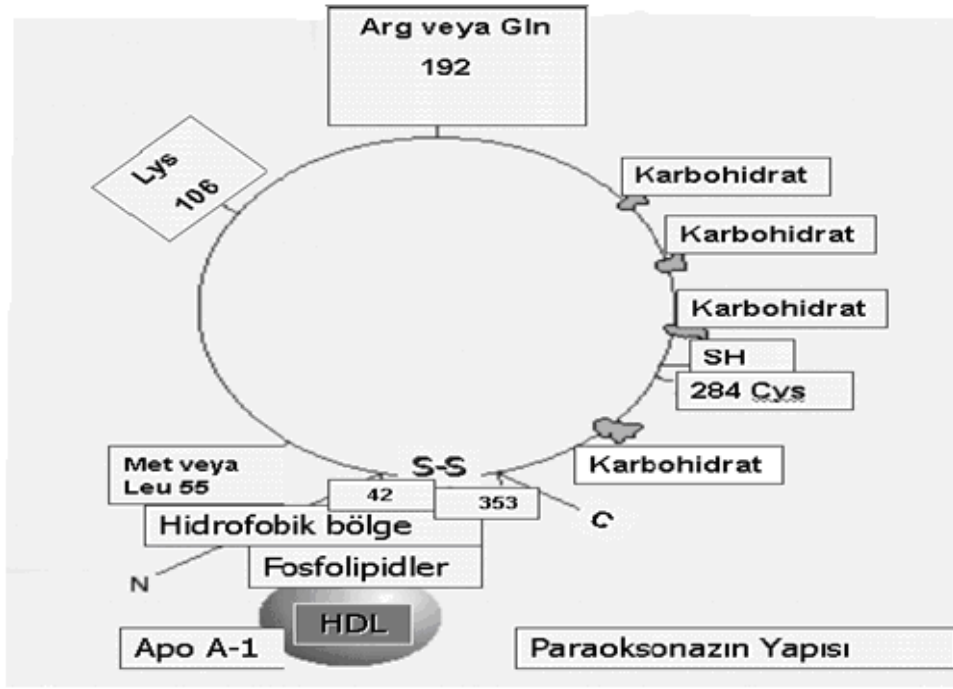 Arg veya Gln
192
Lys
106
Karbohidrat
Karbohidrat
Karbohidrat
SH
284 Cys
Karbohidrat
Met veya
Leu 55
S-S
42
353
C
Hidrofobik bölge
N
Fosfolipidler
HDL
Apo A-1
Paraoksonazın Yapısı